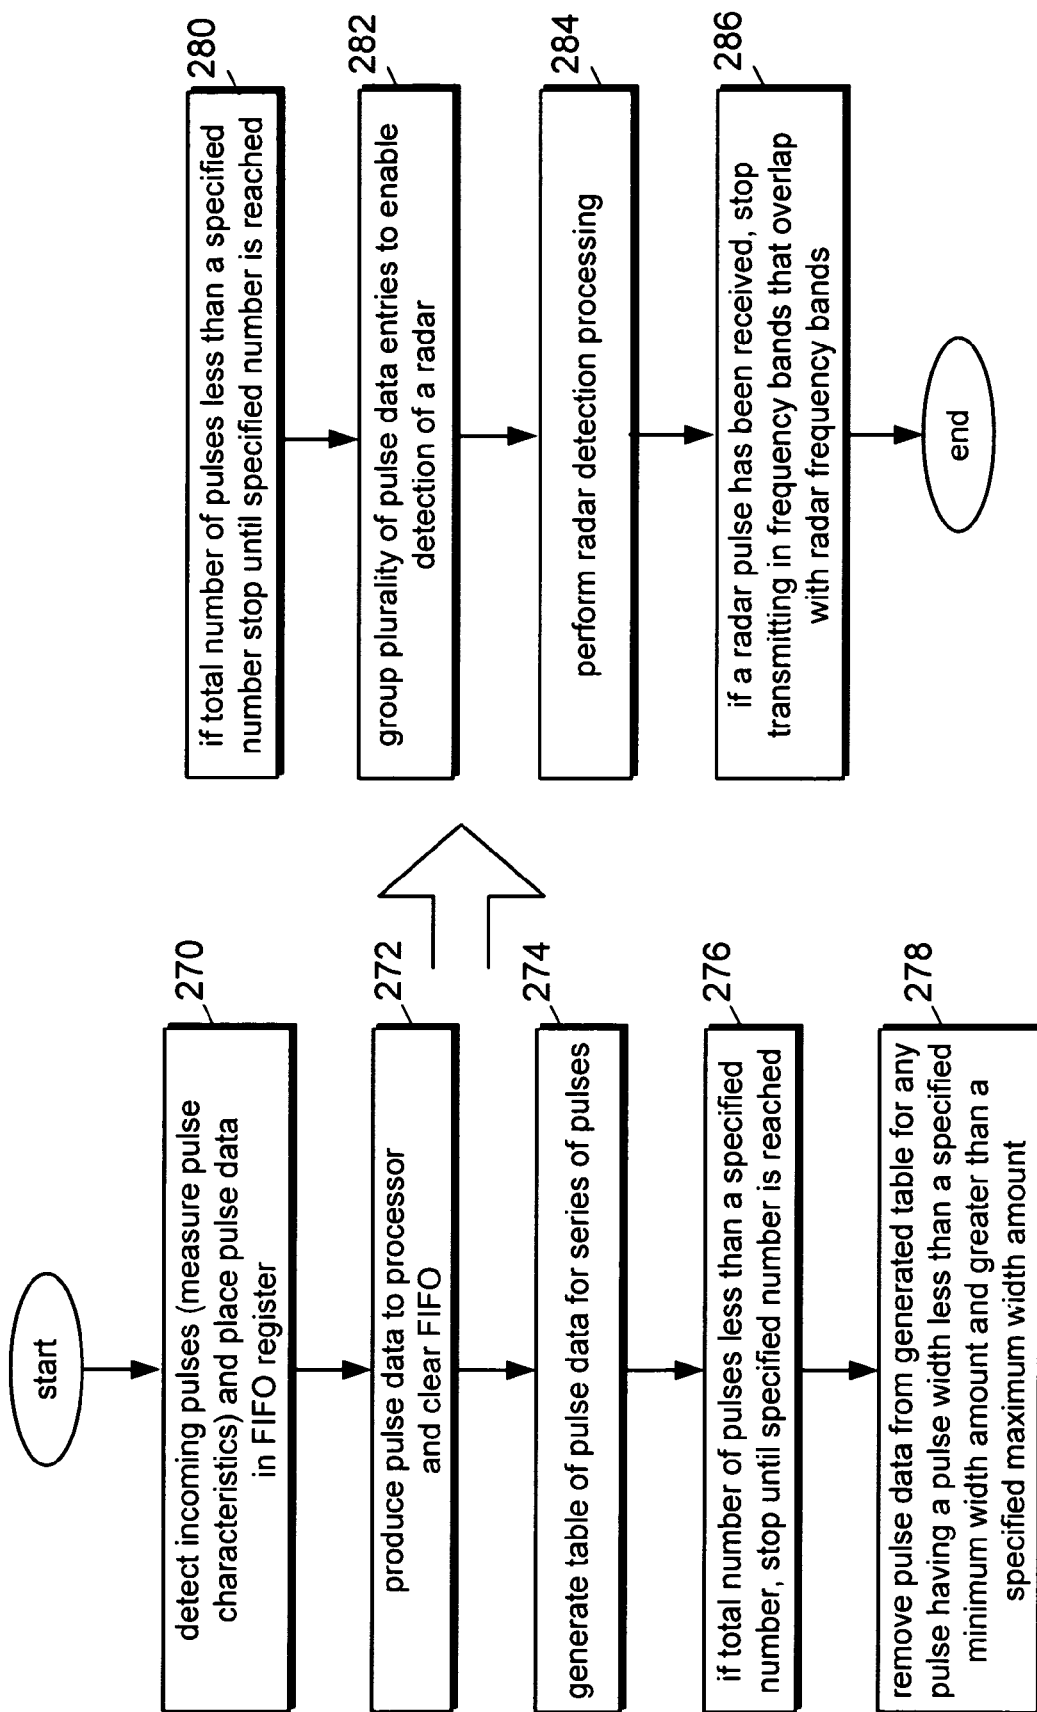 start
270
detect incoming pulses (measure pulse
characteristics) and place pulse data
in FIFO register
272
produce pulse data to processor
and clear FIFO
274
generate table of pulse data for series of pulses
276
if total number of pulses less than a specified
number, stop until specified number is reached
278
remove pulse data from generated table for any
pulse having a pulse width less than a specified
minimum width amount and greater than a
specified maximum width amount
280
if total number of pulses less than a specified
number stop until specified number is reached
282
group plurality of pulse data entries to enable
detection of a radar
284
perform radar detection processing
286
if a radar pulse has been received, stop
transmitting in frequency bands that overlap
with radar frequency bands
end